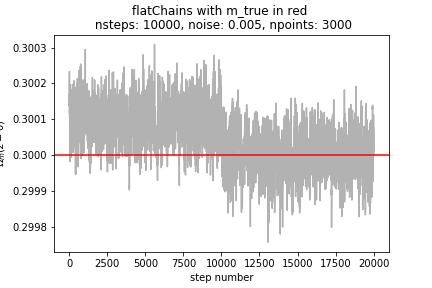 flatChains with m_true in red
nsteps: 10000, noise: 0.005, npoints: 3000
0.3003
0.3002
0.3001
0.3000
0.2999
0.2998
0 2500 5000 7500 10000 12500 15000 17500 20000
step number